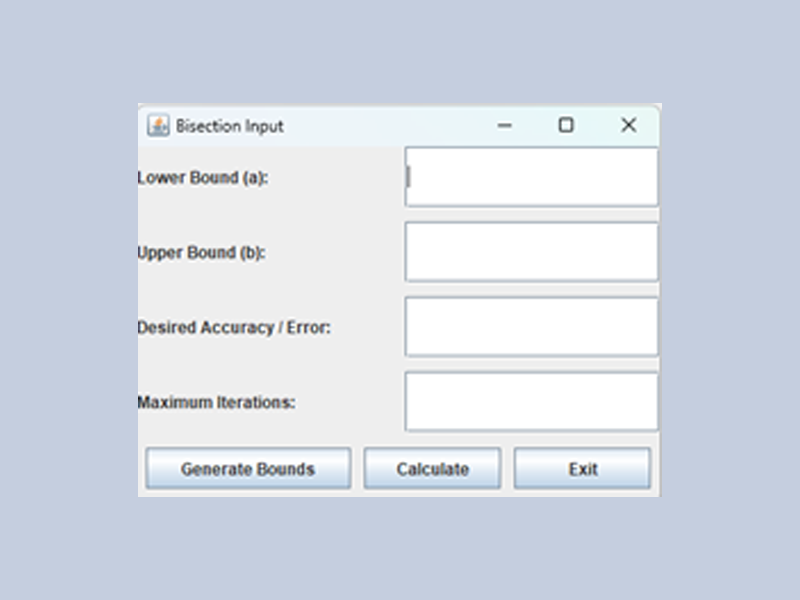 Bisection Input
Lower Bound (a):
Upper Bound (b):
Desired Accuracy / Error:
Maximum Iterations:
Generate Bounds Calculate Exit